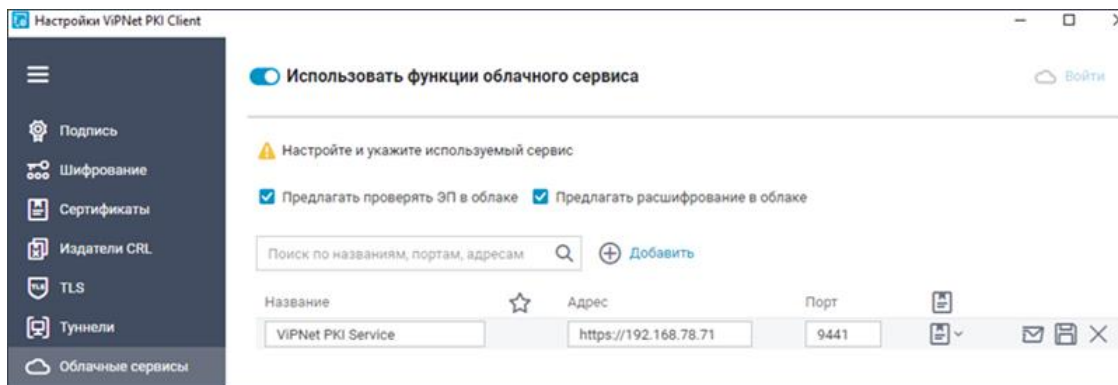 Настройки ViPNet PKI Client
Использовать функции облачного сервиса
Войти
Подпись
Шифрование
Сертификаты
Издатели CRL
TLS
Туннели
Облачные сервисы
Настройте и укажите используемый сервис
Предлагать проверять ЭП в облаке Предлагать расшифрование в облаке
Поиск по названиям, портам, адресам Добавить
Название Адрес Порт
ViPNet PKI Service https://192.168.78.71 9441